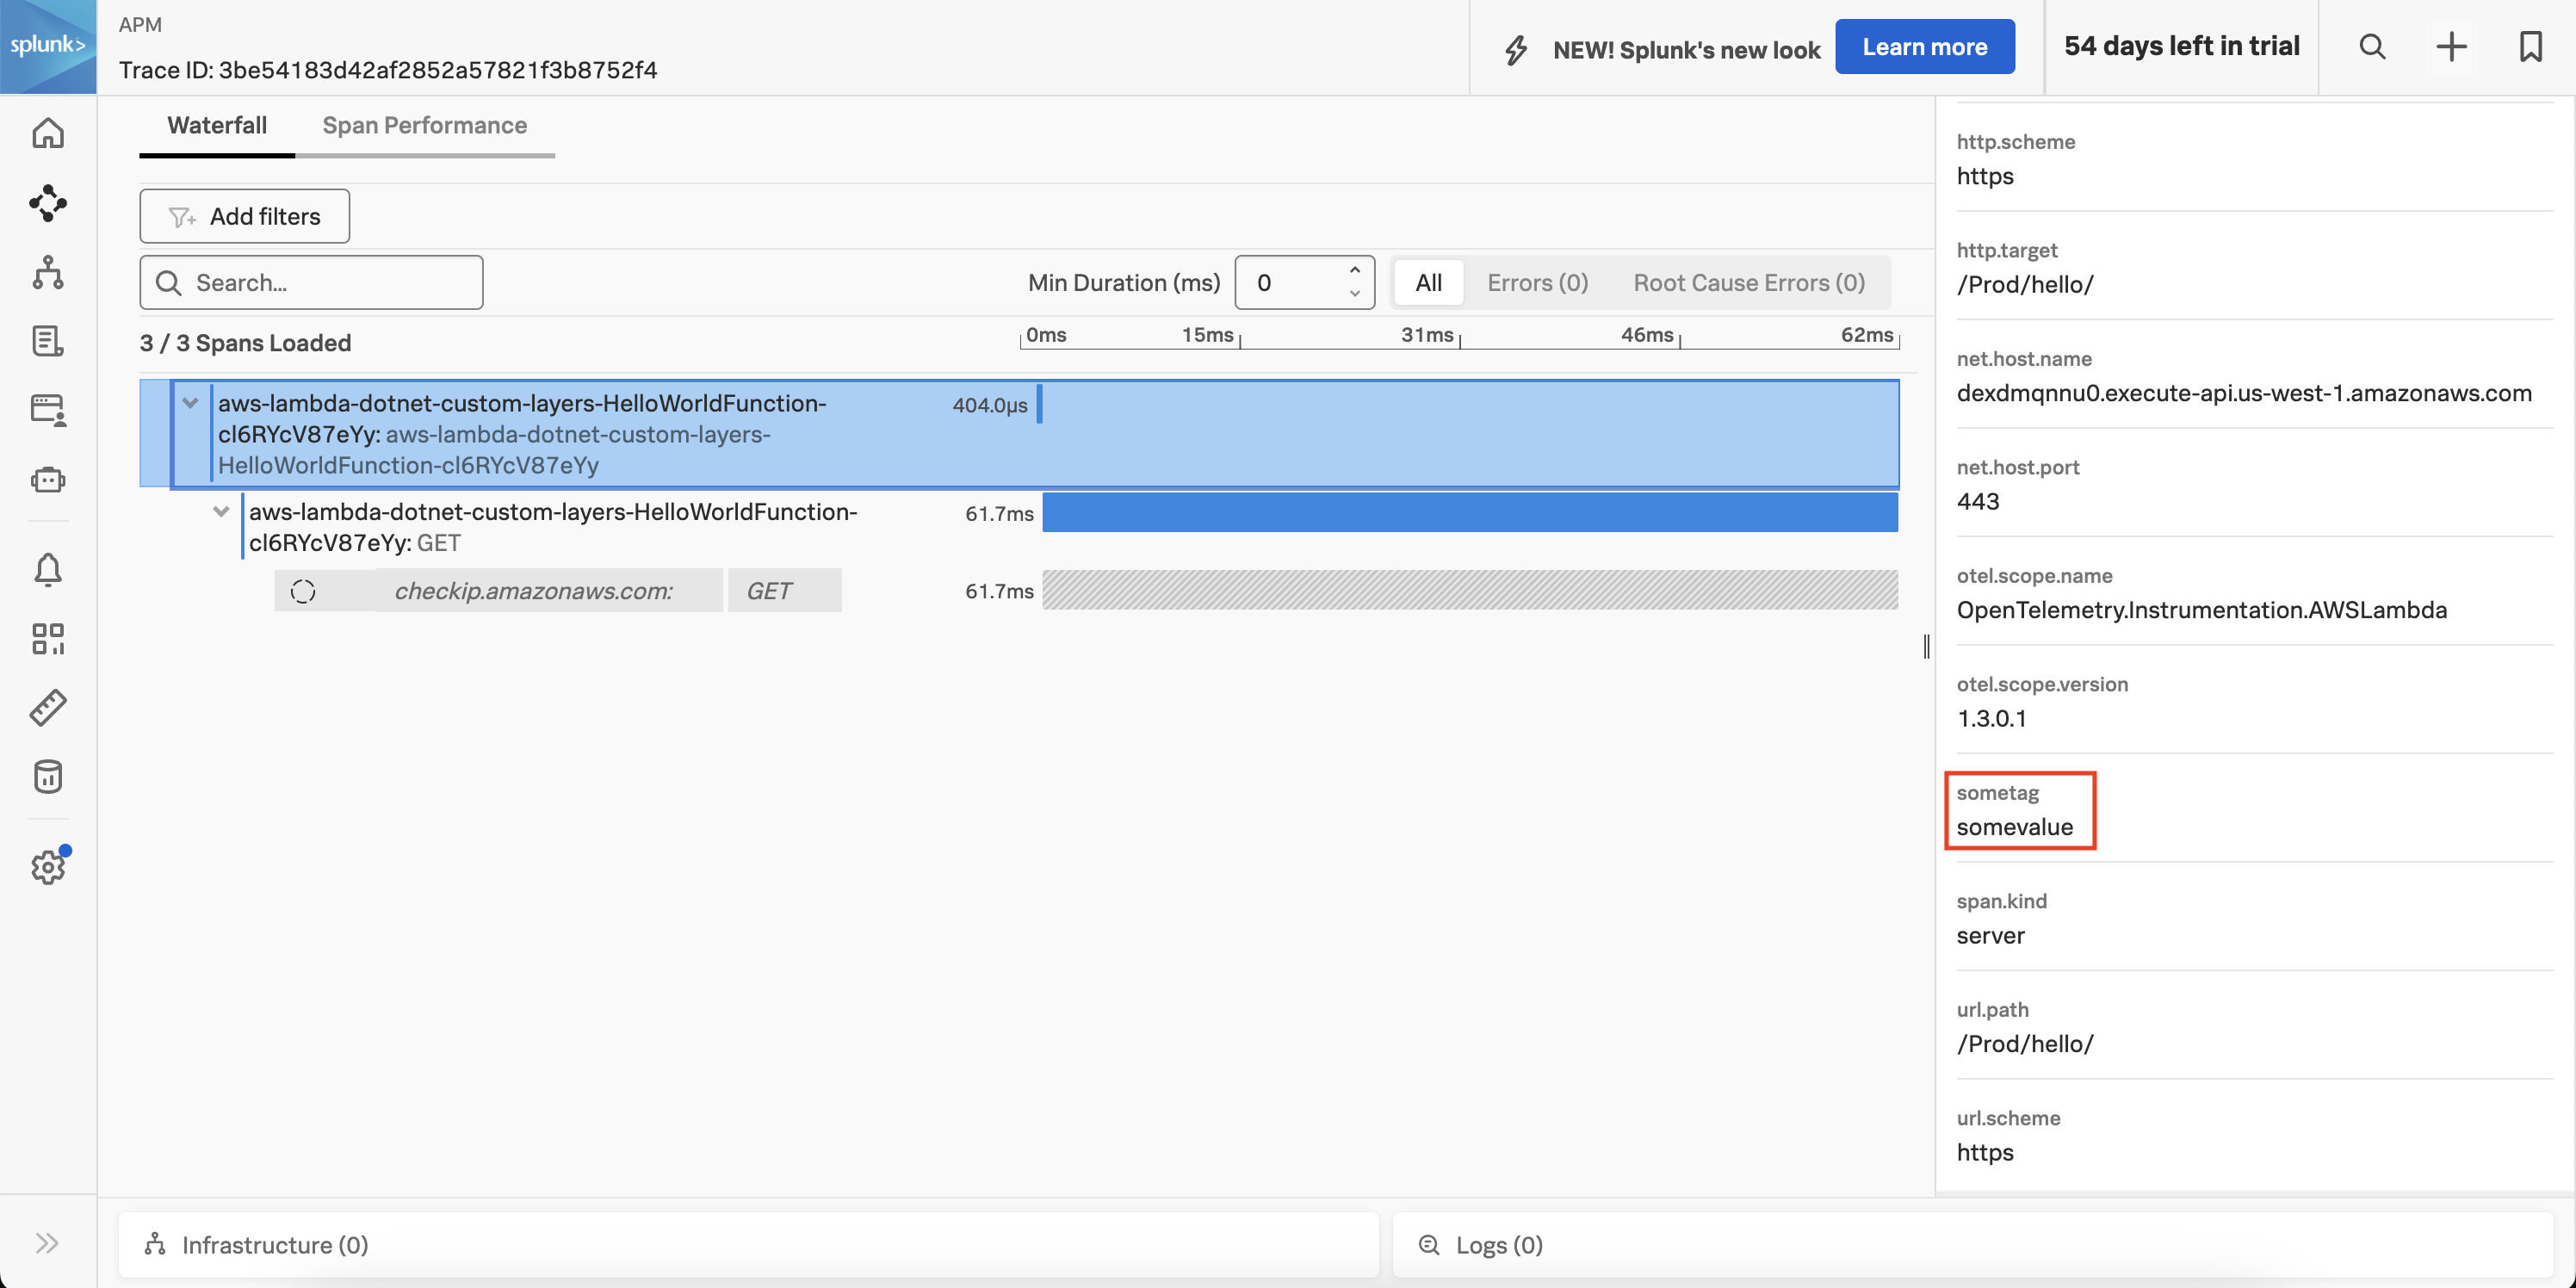 splunk>
APM
Trace ID: 3be54183d42af2852a57821f3b8752f4
NEW! Splunk's new look
Learn more
54 days left in trial
Waterfall
Span Performance
Add filters
Search...
Min Duration (ms)
0
All
Errors (0)
Root Cause Errors (0)
3 / 3 Spans Loaded
0ms
15ms
31ms
46ms
62ms
aws-lambda-dotnet-custom-layers-HelloWorldFunction-
cl6RYcV87eYy: aws-lambda-dotnet-custom-layers-
HelloWorldFunction-cl6RYcV87eYy
404.0µs
aws-lambda-dotnet-custom-layers-HelloWorldFunction-
cl6RYcV87eYy: GET
61.7ms
checkip.amazonaws.com:
GET
61.7ms
http.scheme
https
http.target
/Prod/hello/
net.host.name
dexdmqnnu0.execute-api.us-west-1.amazonaws.com
net.host.port
443
otel.scope.name
OpenTelemetry.Instrumentation.AWSLambda
otel.scope.version
1.3.0.1
sometag
somevalue
span.kind
server
url.path
/Prod/hello/
url.scheme
https
Infrastructure (0)
Logs (0)